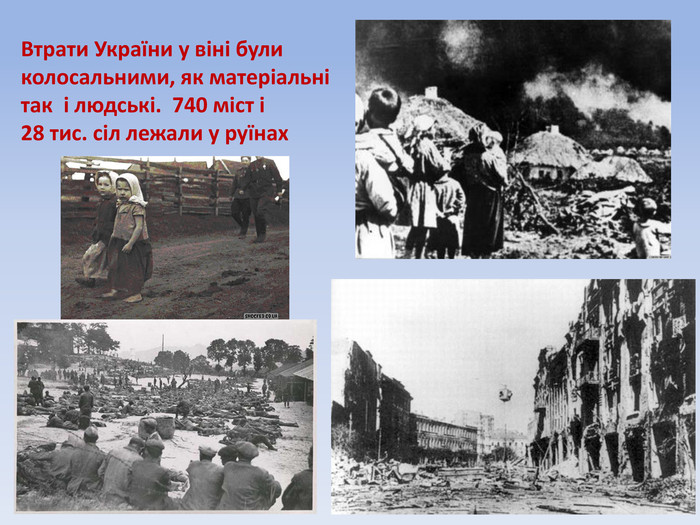 Втрати України у віні були
колосальними, як матеріальні
так  і людські.  740 міст і
28 тис. сіл лежали у руїнах